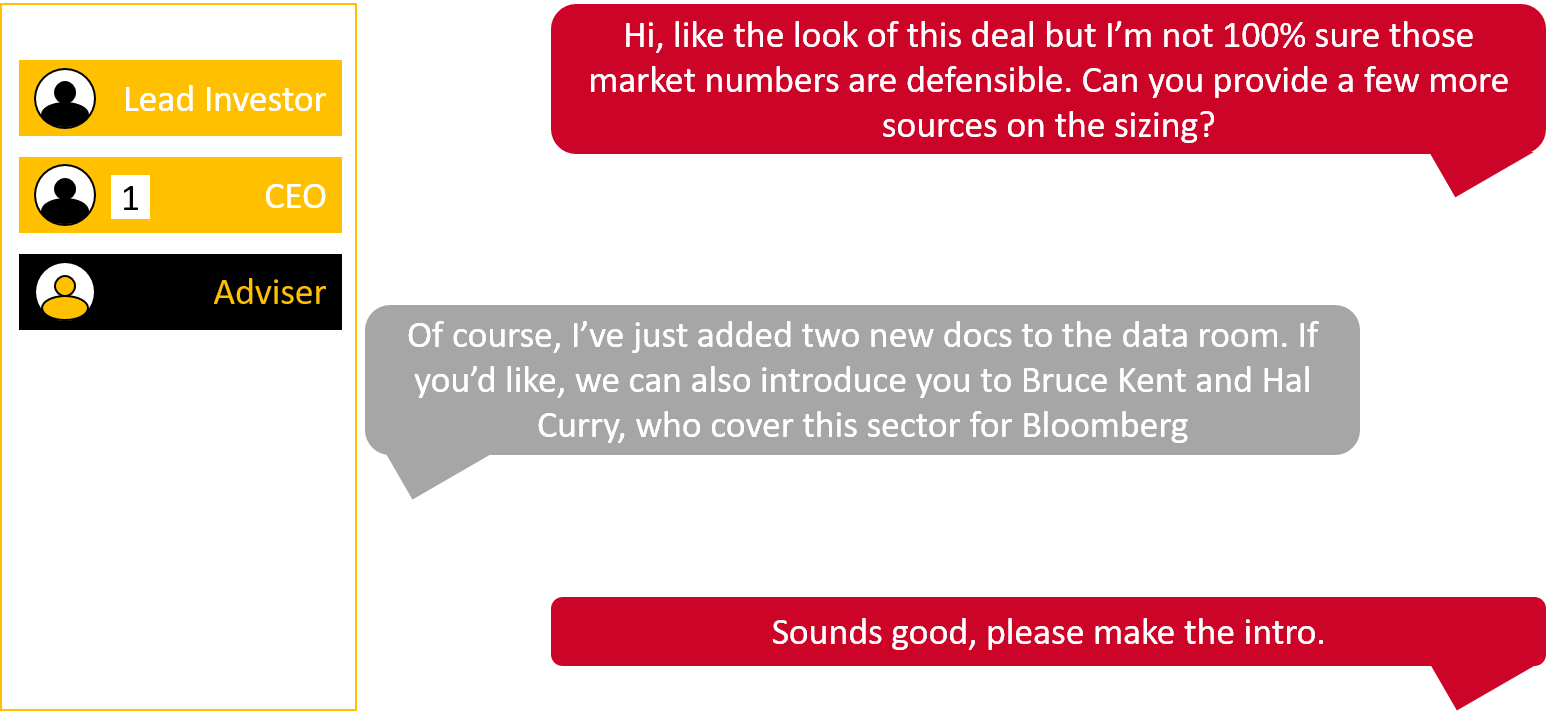 Lead Investor
1 CEO
Adviser
Hi, like the look of this deal but I’m not 100% sure those
market numbers are defensible. Can you provide a few more
sources on the sizing?
Of course, I’ve just added two new docs to the data room. If
you’d like, we can also introduce you to Bruce Kent and Hal
Curry, who cover this sector for Bloomberg
Sounds good, please make the intro.